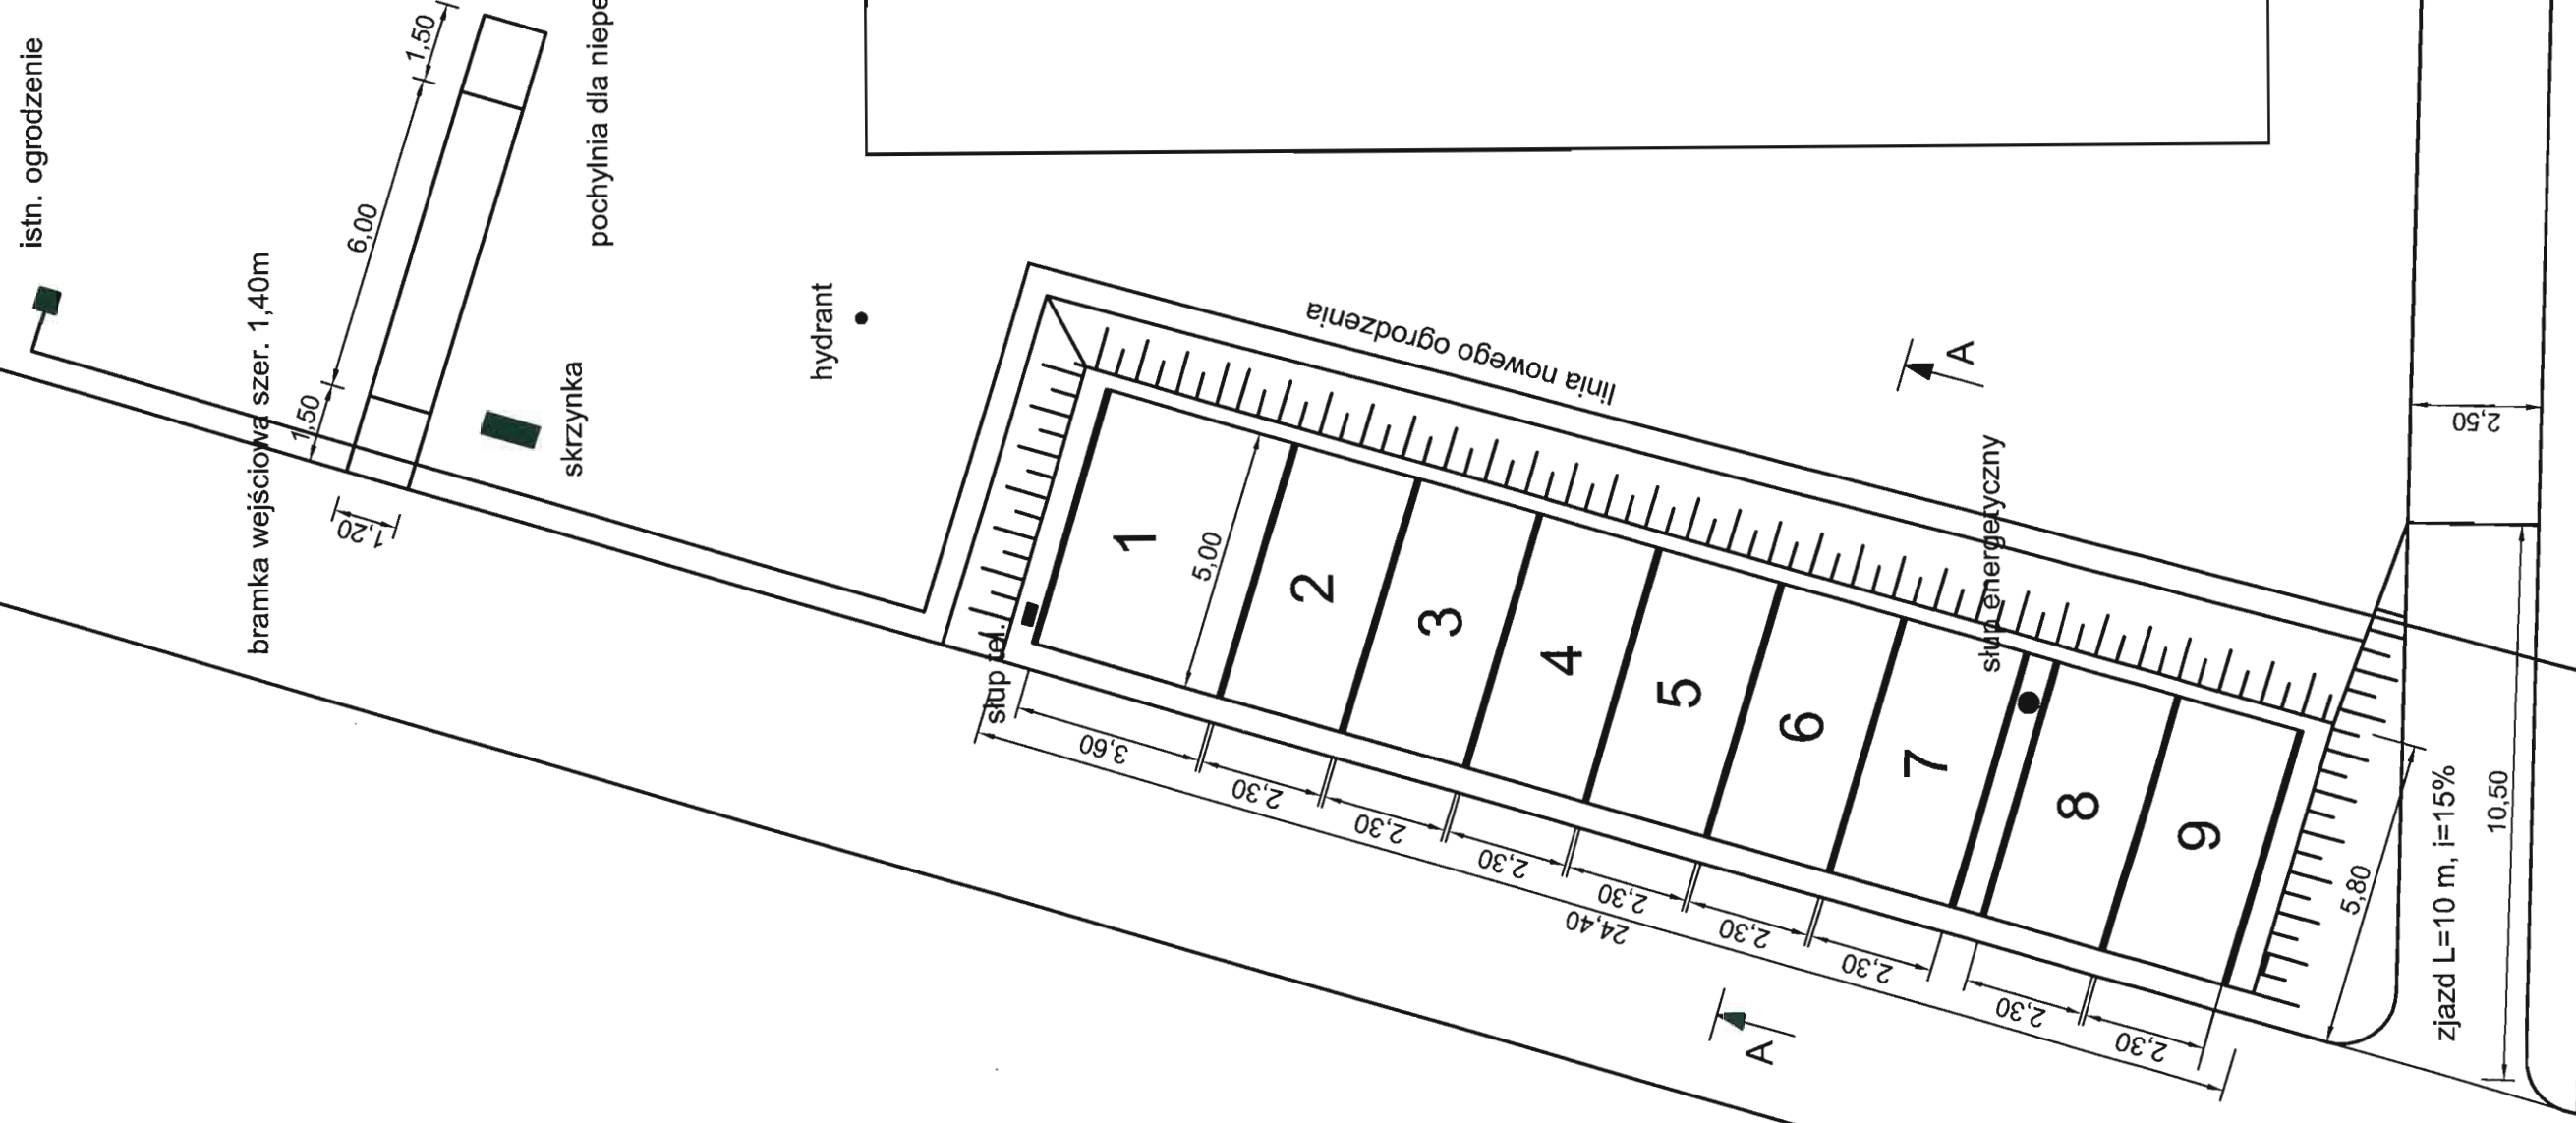 istn. ogrodzenie
bramka wejściowa szer. 1,40m
1,50
6,00
1,50
1,20
pochylnia dla niepe
skrzynka
hydrant
linia nowego ogrodzenia
A
słup energetyczny
słup tel.
1
2
3
4
5
6
7
8
9
5,00
3,60
2,30
2,30
2,30
2,30
2,30
2,30
2,30
2,30
24,40
A
5,80
zjazd L=10 m, i=15%
10,50
2,50